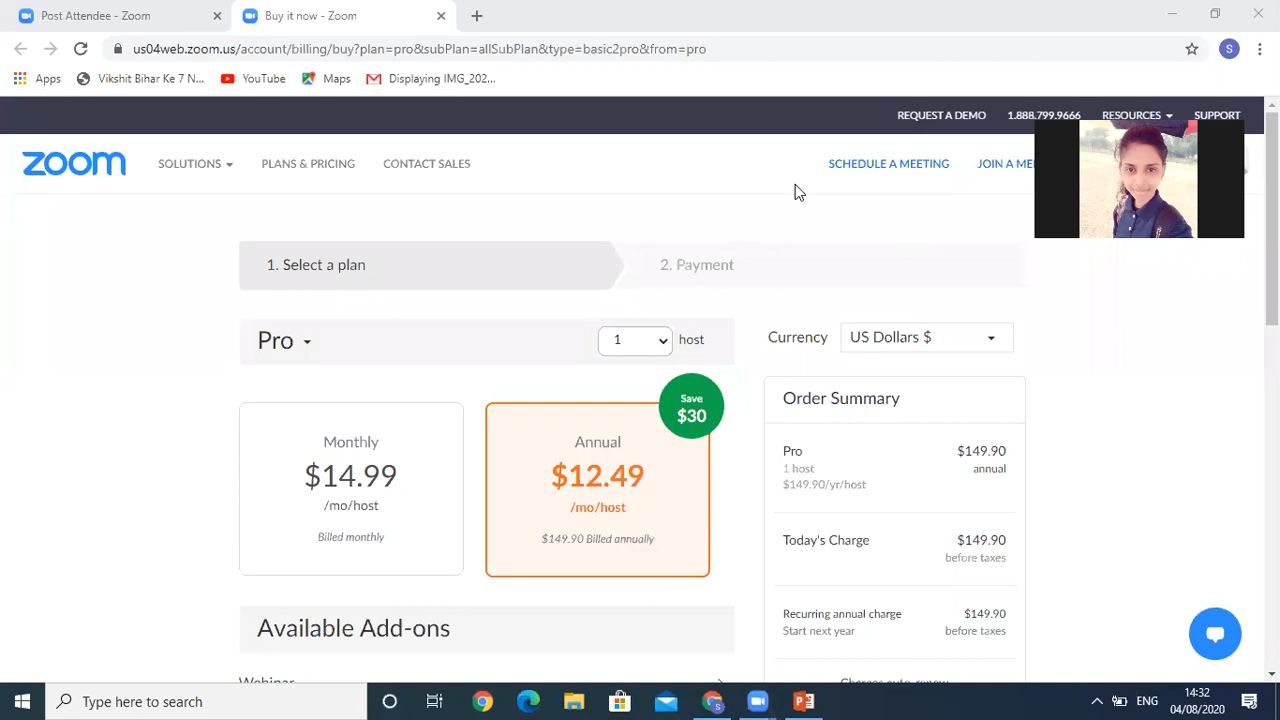 Post Attendee - Zoom
Buy it now - Zoom
us04web.zoom.us/account/billing/buy?plan=pro&subPlan=allSubPlan&type=basic2pro&from=pro
S
Apps
Vikshit Bihar Ke 7 N...
YouTube
Maps
Displaying IMG_202...
REQUEST A DEMO
1.888.799.9666
RESOURCES
SUPPORT
zoom
SOLUTIONS
PLANS & PRICING
CONTACT SALES
SCHEDULE A MEETING
JOIN A ME
1. Select a plan
2. Payment
Pro
1
host
Currency
US Dollars $
Save
$30
Monthly
$14.99
/mo/host
Billed monthly
Annual
$12.49
/mo/host
$149.90 Billed annually
Order Summary
Pro $149.90
1 host annual
$149.90/yr/host
Today's Charge $149.90
before taxes
Recurring annual charge $149.90
Start next year before taxes
Charges auto-renew
Available Add-ons
Webinar
Type here to search
ENG
14:32
04/08/2020